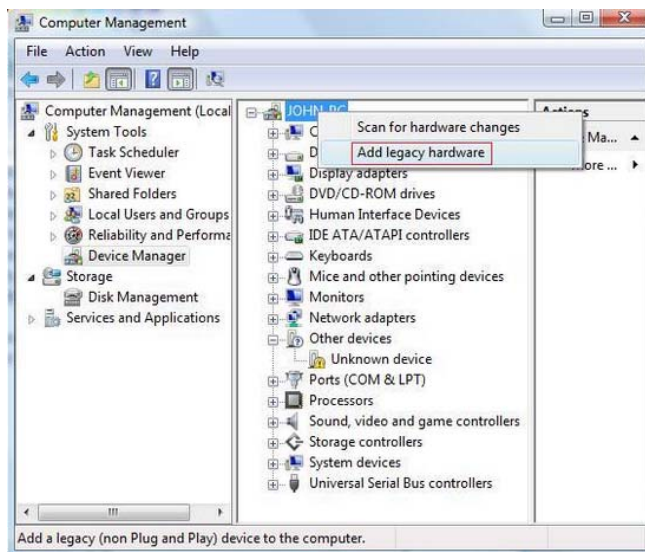 Computer Management
File Action View Help
Computer Management (Local
System Tools
Task Scheduler
Event Viewer
Shared Folders
Local Users and Groups
Reliability and Performa
Device Manager
Storage
Disk Management
Services and Applications
JOHN-PC
C
D
Display adapters
DVD/CD-ROM drives
Human Interface Devices
IDE ATA/ATAPI controllers
Keyboards
Mice and other pointing devices
Monitors
Network adapters
Other devices
Unknown device
Ports (COM & LPT)
Processors
Sound, video and game controllers
Storage controllers
System devices
Universal Serial Bus controllers
Scan for hardware changes
Add legacy hardware
Actions
Ma...
ore ...
Add a legacy (non Plug and Play) device to the computer.